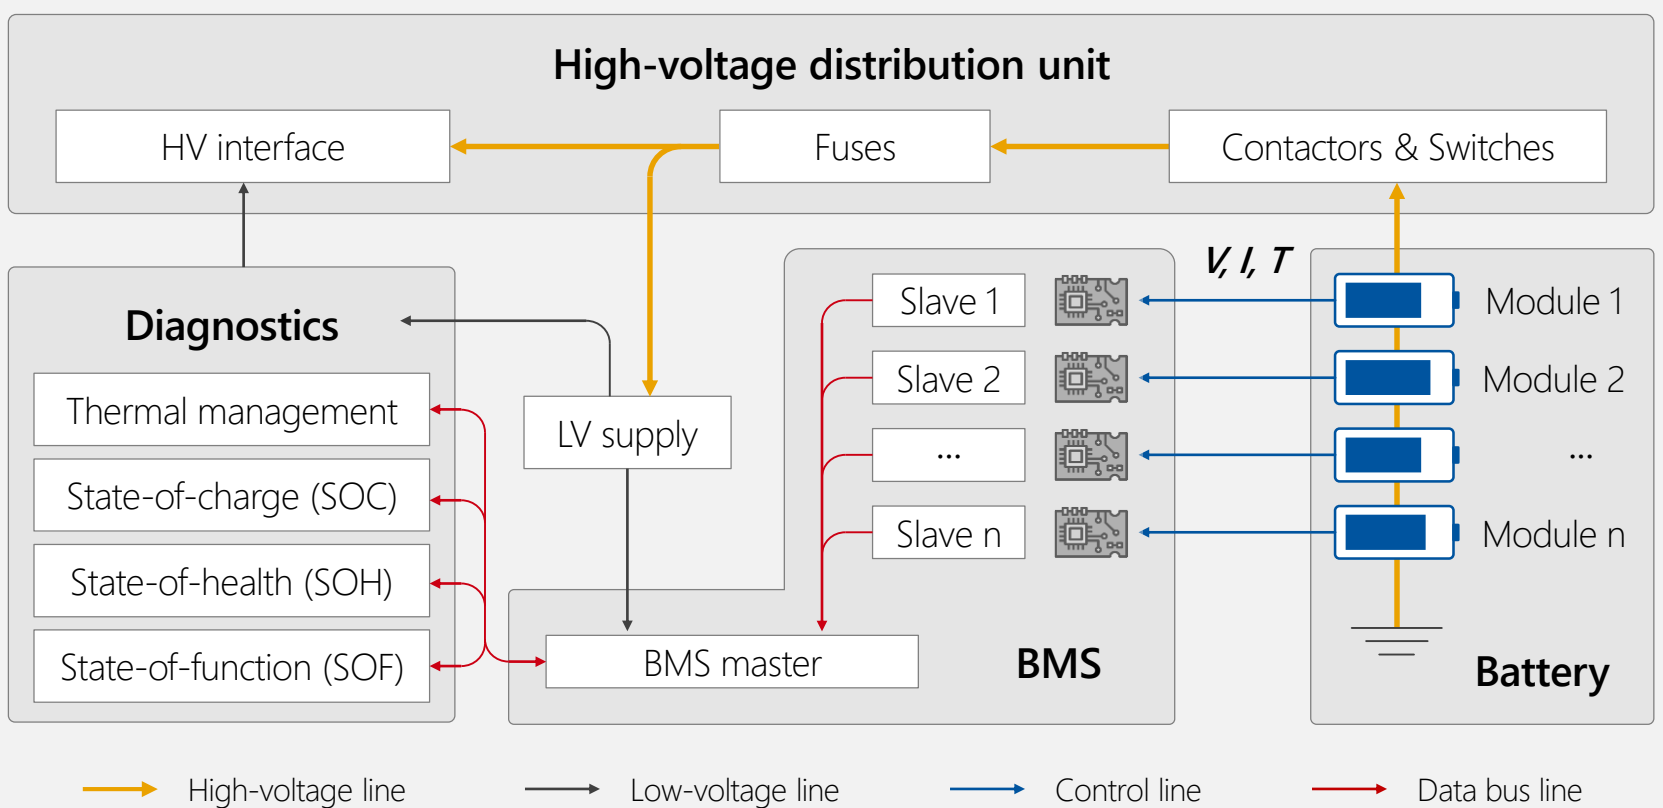 High-voltage distribution unit
HV interface
Fuses
Contactors & Switches
Diagnostics
Thermal management
State-of-charge (SOC)
State-of-health (SOH)
State-of-function (SOF)
LV supply
Slave 1
Slave 2
...
Slave n
BMS master
BMS
V, I, T
Module 1
Module 2
...
Module n
Battery
High-voltage line
Low-voltage line
Control line
Data bus line